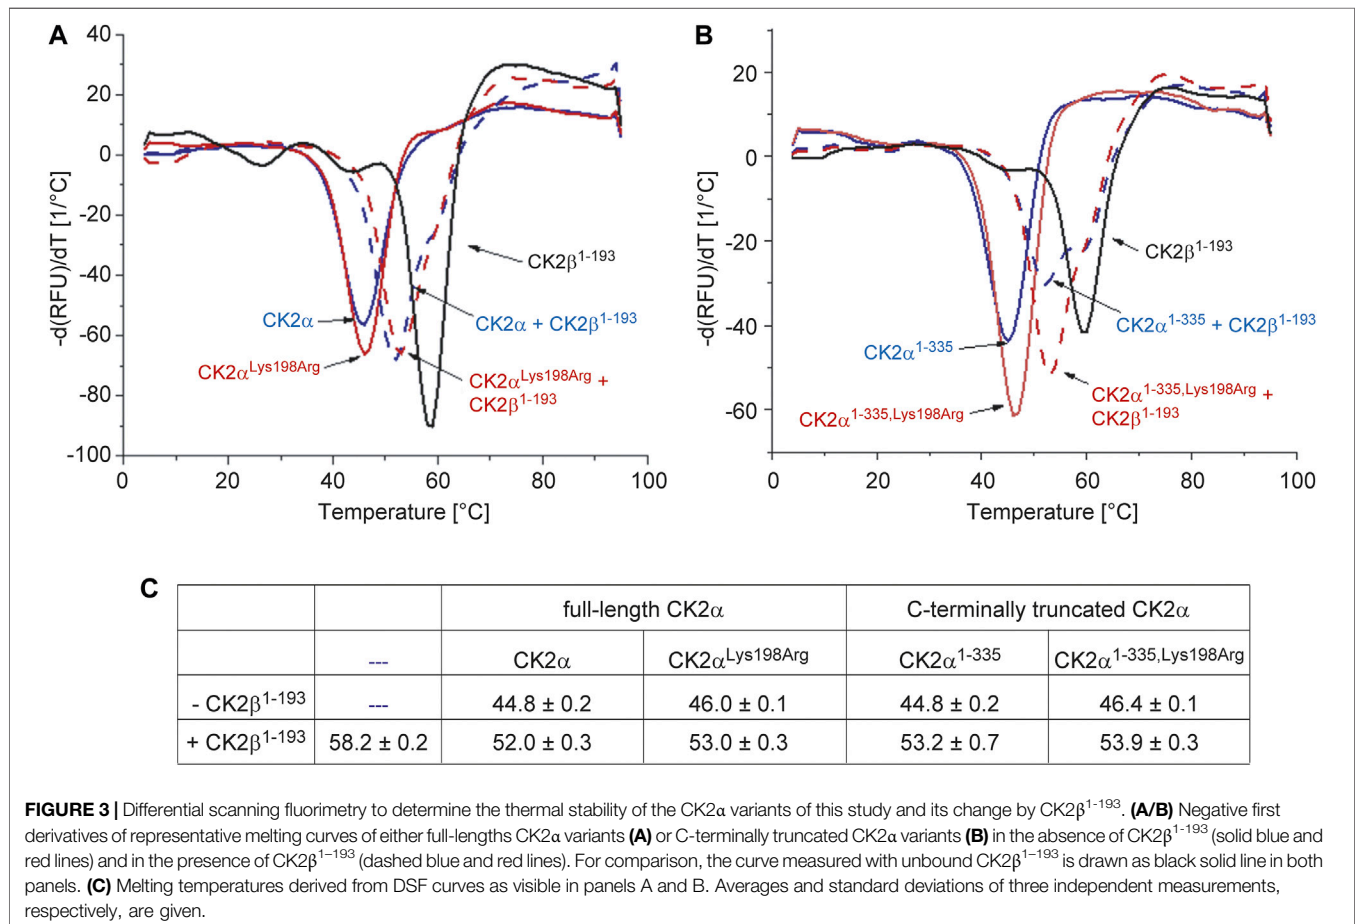 A
40
20
0
-20
-40
-60
-80
-100
-d(RFU)/dT [1/°C]
0 20 40 60 80 100
Temperature [°C]
CK2β1-193
CK2α
CK2α + CK2β1-193
CK2αLys198Arg
CK2αLys198Arg +
CK2β1-193
B
20
0
-20
-40
-60
-d(RFU)/dT [1/°C]
0 20 40 60 80 100
Temperature [°C]
CK2β1-193
CK2α1-335 + CK2β1-193
CK2α1-335
CK2α1-335,Lys198Arg +
CK2β1-193
CK2α1-335,Lys198Arg
C
full-length CK2α C-terminally truncated CK2α
--- CK2α CK2αLys198Arg CK2α1-335 CK2α1-335,Lys198Arg
- CK2β1-193 --- 44.8 ± 0.2 46.0 ± 0.1 44.8 ± 0.2 46.4 ± 0.1
+ CK2β1-193 58.2 ± 0.2 52.0 ± 0.3 53.0 ± 0.3 53.2 ± 0.7 53.9 ± 0.3
FIGURE 3 | Differential scanning fluorimetry to determine the thermal stability of the CK2α variants of this study and its change by CK2β1-193. (A/B) Negative first
derivatives of representative melting curves of either full-lengths CK2α variants (A) or C-terminally truncated CK2α variants (B) in the absence of CK2β1-193 (solid blue and
red lines) and in the presence of CK2β1–193 (dashed blue and red lines). For comparison, the curve measured with unbound CK2β1–193 is drawn as black solid line in both
panels. (C) Melting temperatures derived from DSF curves as visible in panels A and B. Averages and standard deviations of three independent measurements,
respectively, are given.